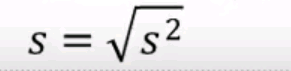 s = √s²